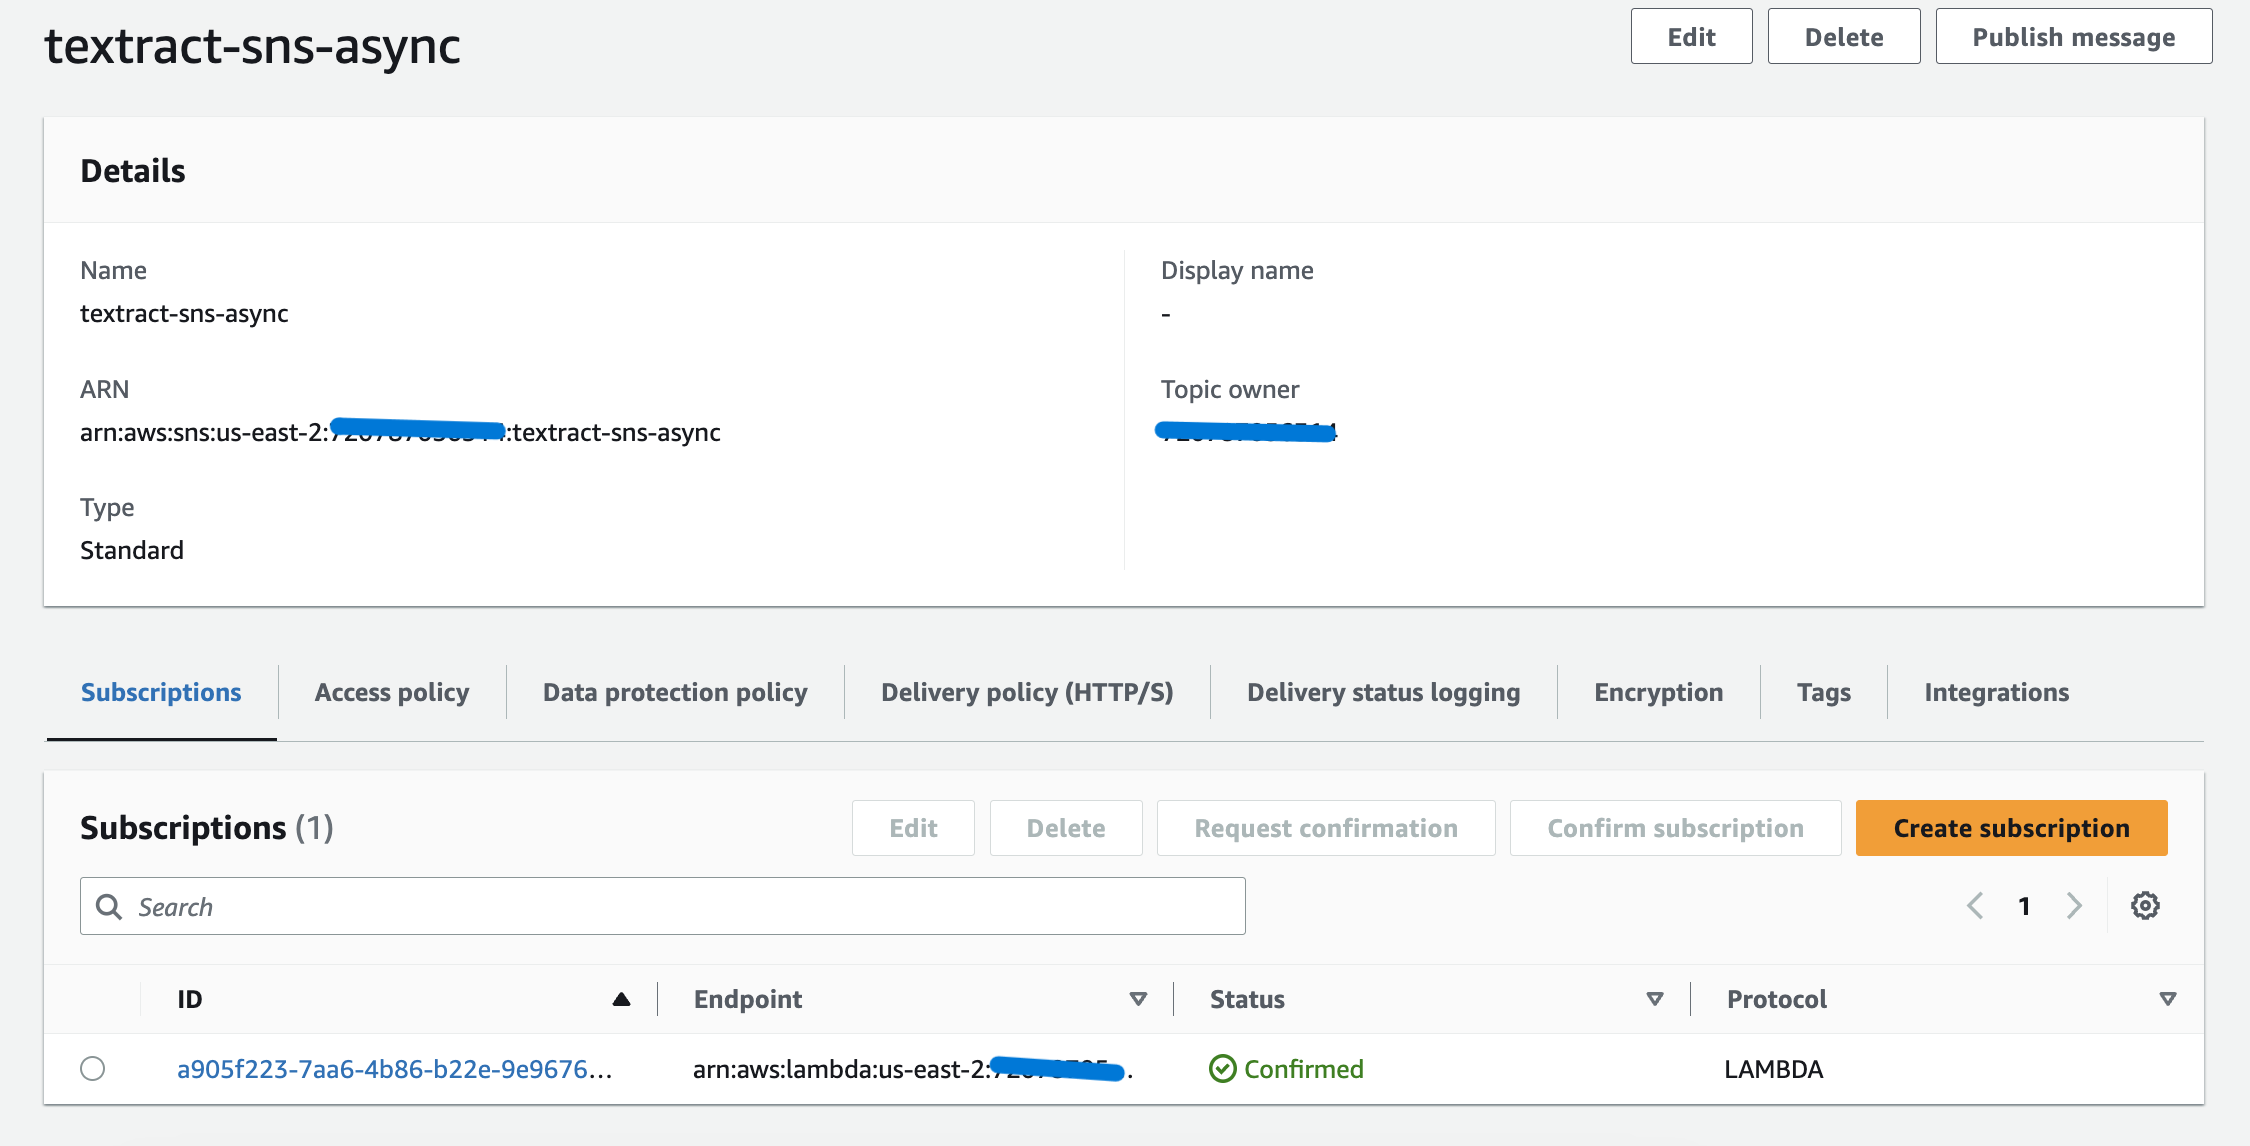 textract-sns-async
Edit
Delete
Publish message
Details
Name
textract-sns-async
Display name
-
ARN
arn:aws:sns:us-east-2: :textract-sns-async
Topic owner
Type
Standard
Subscriptions
Access policy
Data protection policy
Delivery policy (HTTP/S)
Delivery status logging
Encryption
Tags
Integrations
Subscriptions (1)
Edit
Delete
Request confirmation
Confirm subscription
Create subscription
Search
1
ID
Endpoint
Status
Protocol
a905f223-7aa6-4b86-b22e-9e9676...
arn:aws:lambda:us-east-2:
Confirmed
LAMBDA